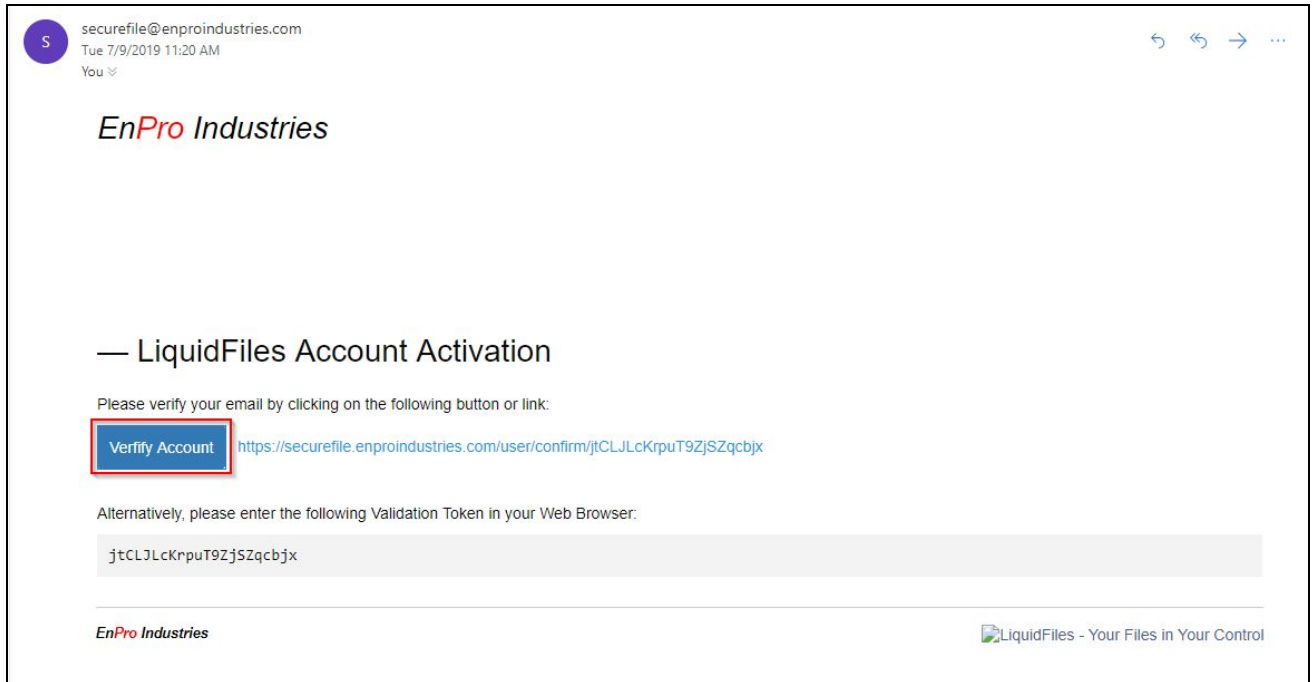 S
securefile@enproindustries.com
Tue 7/9/2019 11:20 AM
You
EnPro Industries
— LiquidFiles Account Activation
Please verify your email by clicking on the following button or link:
Verfify Account https://securefile.enproindustries.com/user/confirm/jtCLJLcKrpuT9ZjSZqcbjx
Alternatively, please enter the following Validation Token in your Web Browser:
jtCLJLcKrpuT9ZjSZqcbjx
EnPro Industries LiquidFiles - Your Files in Your Control